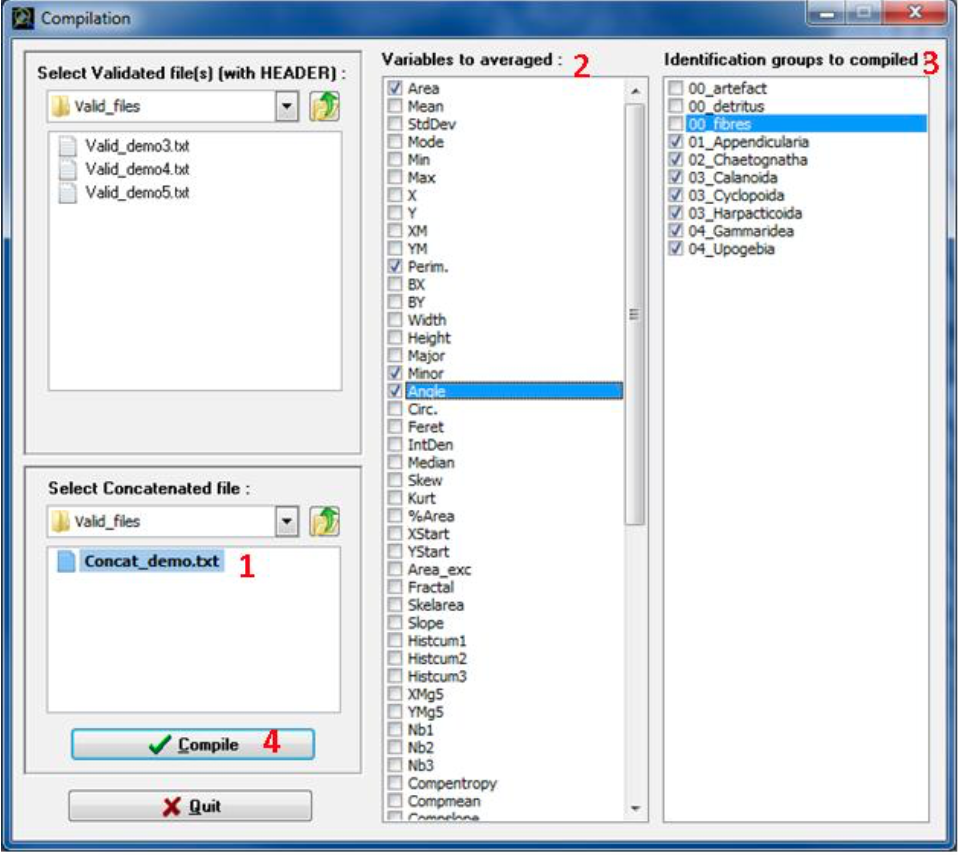 Compilation
Select Validated file(s) (with HEADER) :
Valid_files
Valid_demo3.txt
Valid_demo4.txt
Valid_demo5.txt
Select Concatenated file :
Valid_files
Concat_demo.txt 1
Compile 4
Quit
Variables to averaged : 2
Area
Mean
StdDev
Mode
Min
Max
X
Y
XM
YM
Perim.
BX
BY
Width
Height
Major
Minor
Angle
Circ.
Feret
IntDen
Median
Skew
Kurt
%Area
XStart
YStart
Area_exc
Fractal
Skelarea
Slope
Histcum1
Histcum2
Histcum3
XMg5
YMg5
Nb1
Nb2
Nb3
Compentropy
Compmean
Compslope
Identification groups to compiled : 3
00_artefact
00_detritus
00_fibres
01_Appendicularia
02_Chaetognatha
03_Calanoida
03_Cyclopoida
03_Harpacticoida
04_Gammaridea
04_Upogebia